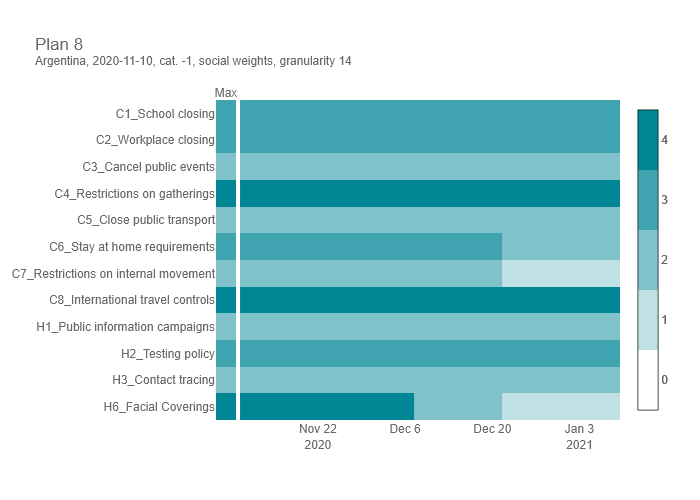 Plan 8
Argentina, 2020-11-10, cat. -1, social weights, granularity 14
Max
C1_School closing
C2_Workplace closing
C3_Cancel public events
C4_Restrictions on gatherings
C5_Close public transport
C6_Stay at home requirements
C7_Restrictions on internal movement
C8_International travel controls
H1_Public information campaigns
H2_Testing policy
H3_Contact tracing
H6_Facial Coverings
Nov 22 Dec 6 Dec 20 Jan 3
2020 2021
4
3
2
1
0